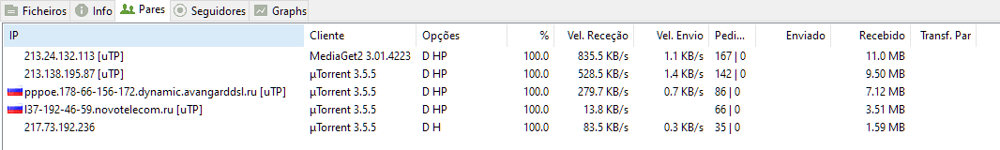 Ficheiros Info Pares Seguidores Graphs
IP Cliente Opções % Vel. Receção Vel. Envio Pedi... Enviado Recebido Transf. Par
213.24.132.113 [uTP] MediaGet2 3.01.4223 D HP 100.0 835.5 KB/s 1.1 KB/s 167 | 0 11.0 MB
213.138.195.87 [uTP] µTorrent 3.5.5 D HP 100.0 528.5 KB/s 1.4 KB/s 142 | 0 9.50 MB
pppoe.178-66-156-172.dynamic.avangarddsl.ru [uTP] µTorrent 3.5.5 D HP 100.0 279.7 KB/s 0.7 KB/s 86 | 0 7.12 MB
l37-192-46-59.novotelecom.ru [uTP] µTorrent 3.5.5 D HP 100.0 13.8 KB/s 66 | 0 3.51 MB
217.73.192.236 µTorrent 3.5.5 D H 100.0 83.5 KB/s 0.3 KB/s 35 | 0 1.59 MB